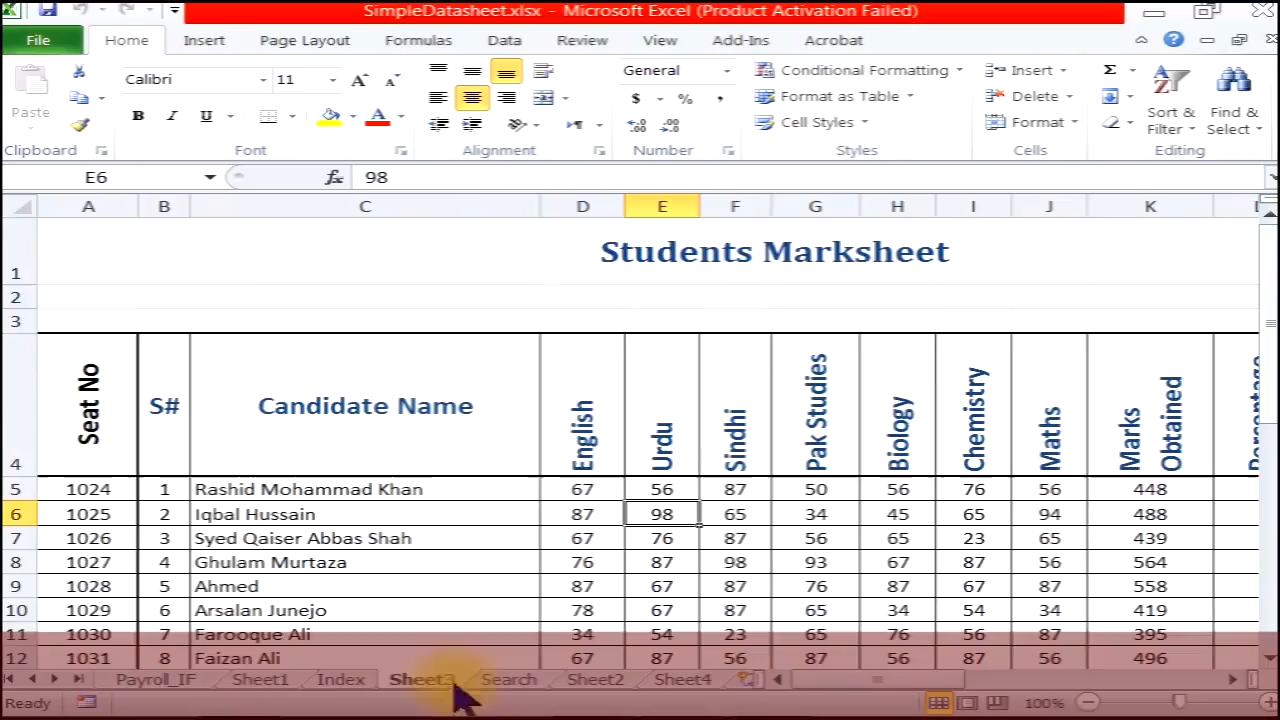 SimpleDatasheet.xlsx - Microsoft Excel (Product Activation Failed)
File Home Insert Page Layout Formulas Data Review View Add-Ins Acrobat
Calibri 11 General Conditional Formatting Insert Σ
Paste B I U $ % , Format as Table Delete Sort & Filter Find & Select
Cell Styles Format
Clipboard Font Alignment Number Styles Cells Editing
E6 fx 98
A B C D E F G H I J K
1 Students Marksheet
2
3
4 Seat No S# Candidate Name English Urdu Sindhi Pak Studies Biology Chemistry Maths Marks Obtained
5 1024 1 Rashid Mohammad Khan 67 56 87 50 56 76 56 448
6 1025 2 Iqbal Hussain 87 98 65 34 45 65 94 488
7 1026 3 Syed Qaiser Abbas Shah 67 76 87 56 65 23 65 439
8 1027 4 Ghulam Murtaza 76 87 98 93 67 87 56 564
9 1028 5 Ahmed 87 67 87 76 87 67 87 558
10 1029 6 Arsalan Junejo 78 67 87 65 34 54 34 419
11 1030 7 Farooque Ali 34 54 23 65 76 56 87 395
12 1031 8 Faizan Ali 67 87 56 87 56 87 56 496
Payroll_IF Sheet1 Index Sheet3 Search Sheet2 Sheet4
Ready 100%